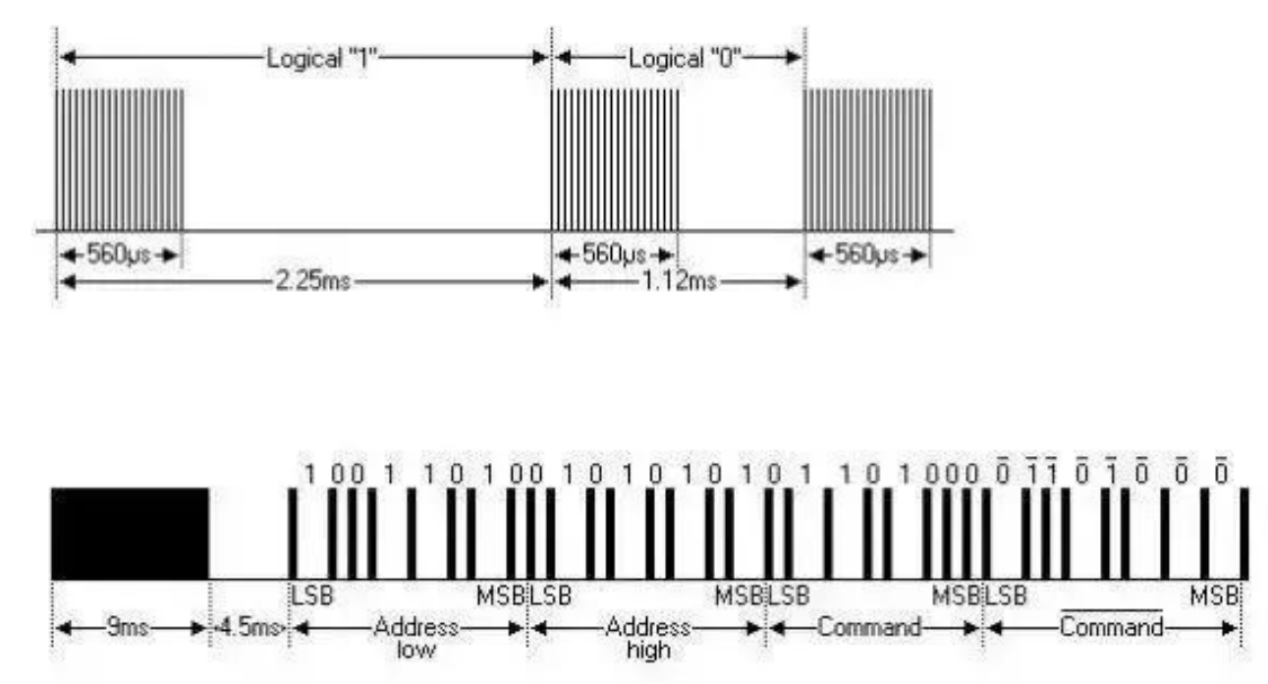 Logical "1"
Logical "0"
560µs
560µs
560µs
2.25ms
1.12ms
1 0 0 1 1 0 1 0 0 1 0 1 0 1 0 1 0 1 1 0 1 0 0 0 0̅ 1̅ 1̅ 0̅ 1̅ 0̅ 0̅ 0̅
LSB MSB LSB MSB LSB MSB LSB MSB
9ms 4.5ms Address low Address high Command C̅o̅m̅m̅a̅n̅d̅